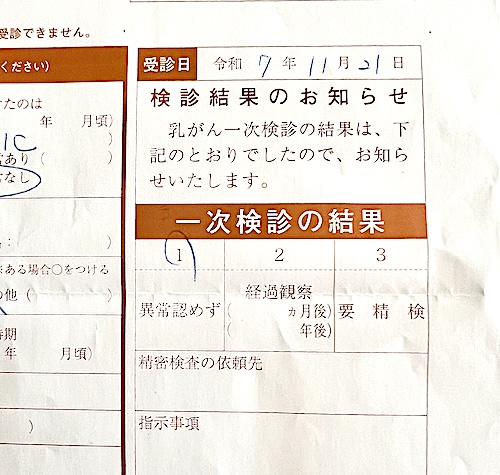 受診できません。
ください）
けたのは
年　月頃）
1C　）
あり（　）
なし
：　）
ある場合〇をつける
の他（　）
時期
年　月頃）
）
受診日　令和 7 年 11 月 21 日
検診結果のお知らせ
乳がん一次検診の結果は、下
記のとおりでしたので、お知ら
せいたします。
一次検診の結果
1　2　3
異常認めず　経過観察　要精検
（　カ月後）
（　年後）
精密検査の依頼先
指示事項